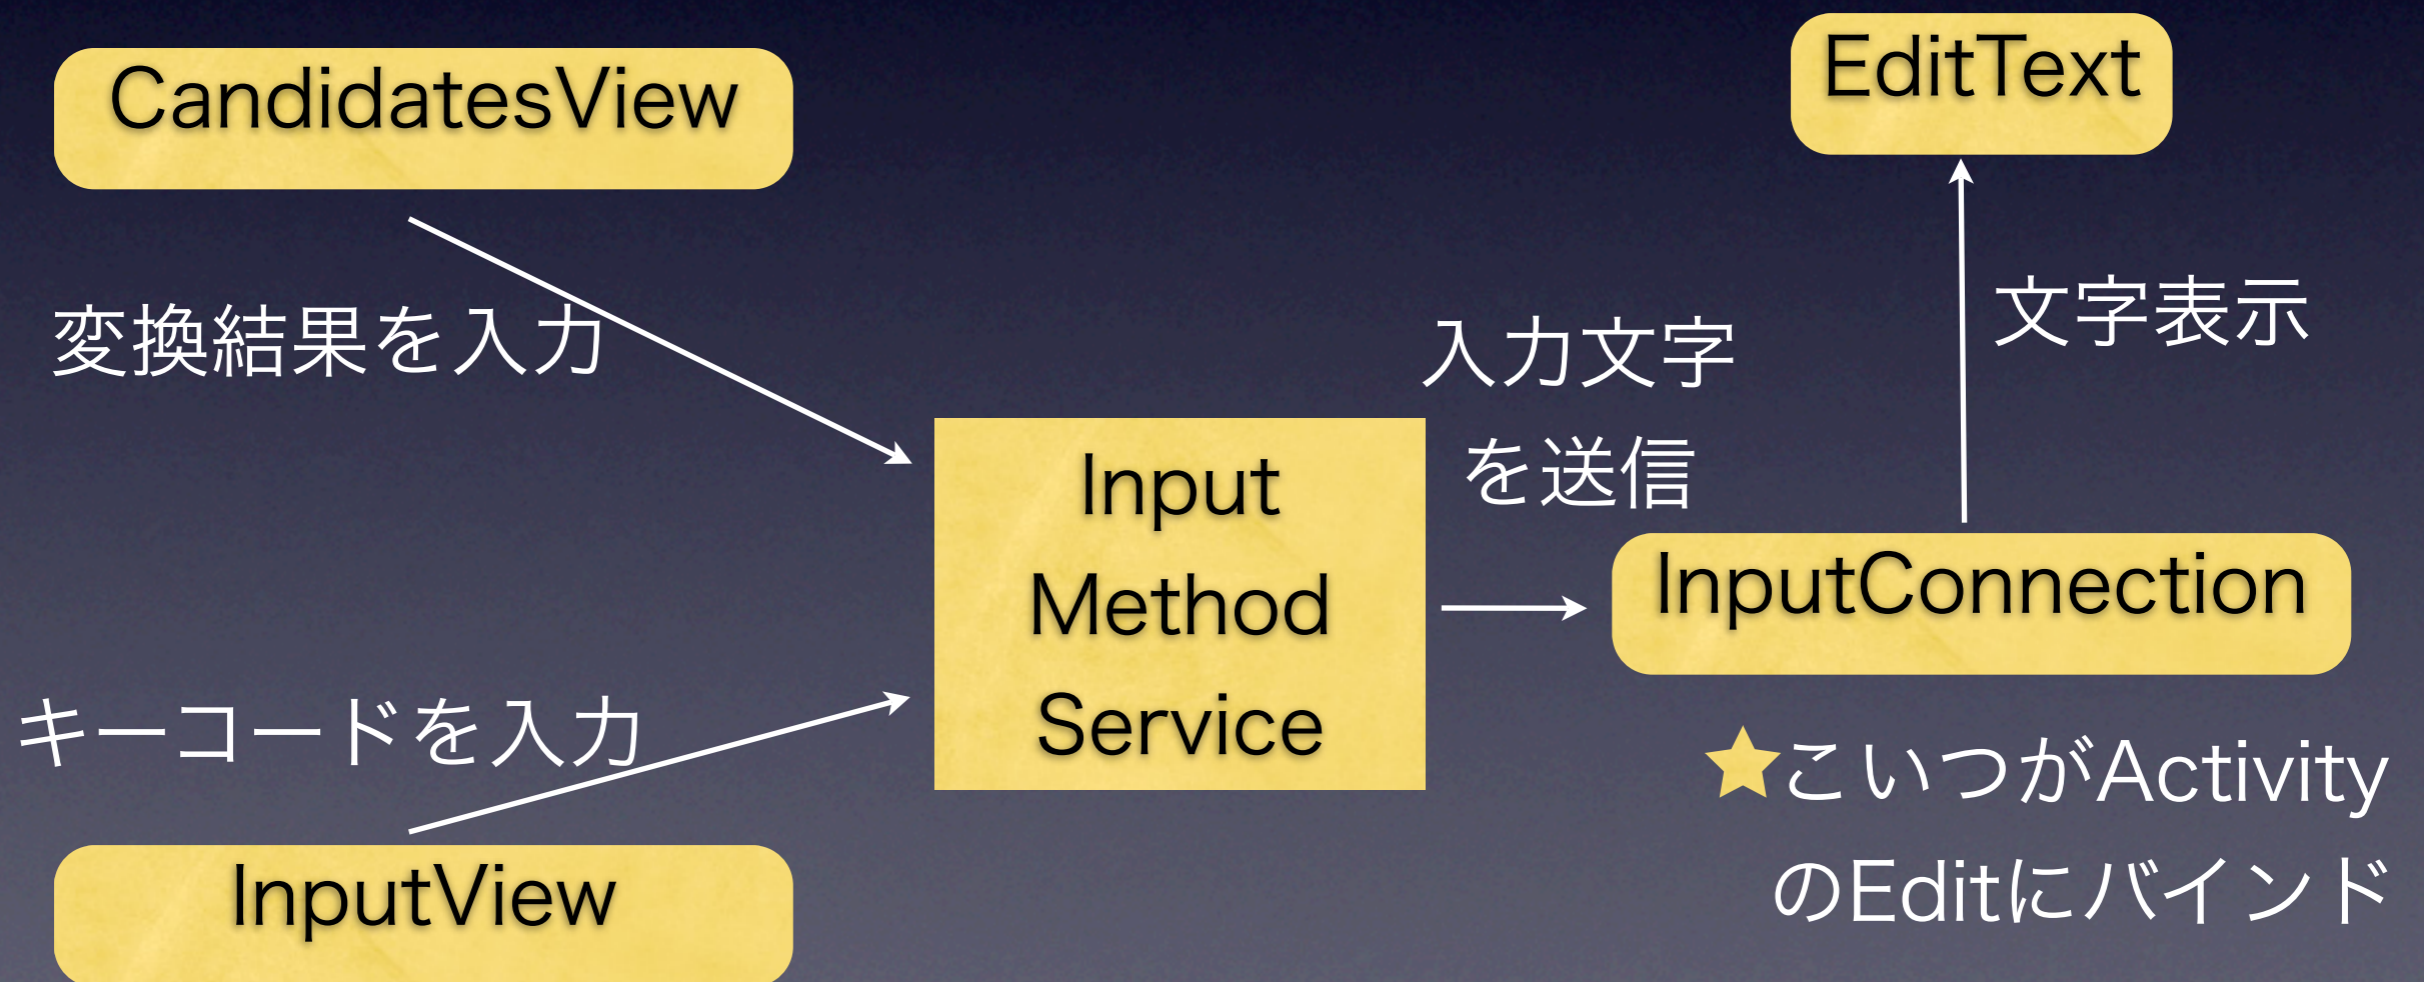 CandidatesView
EditText
変換結果を入力
文字表示
入力文字
を送信
Input
Method
Service
InputConnection
キーコードを入力
★こいつがActivity
のEditにバインド
InputView